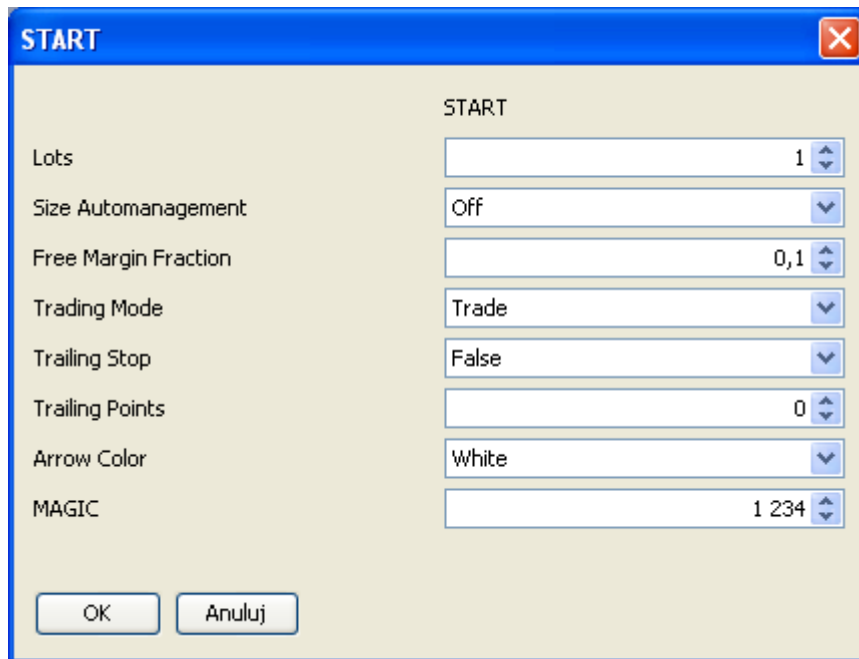 START
START
Lots 1
Size Automanagement Off
Free Margin Fraction 0,1
Trading Mode Trade
Trailing Stop False
Trailing Points 0
Arrow Color White
MAGIC 1 234
OK Anuluj